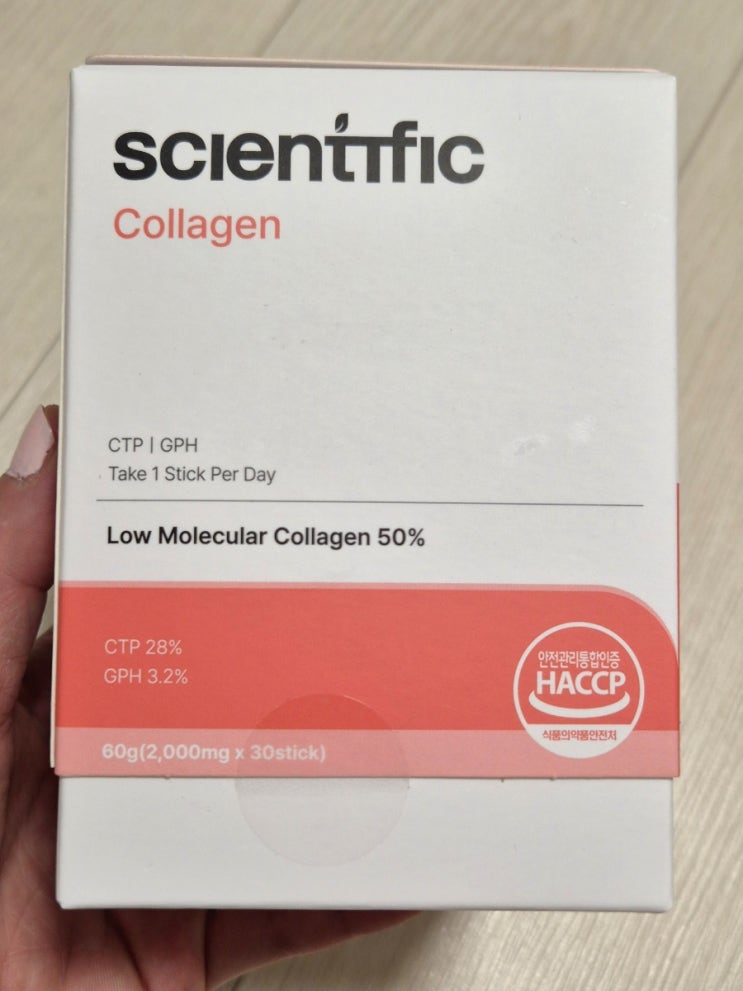 scientific
Collagen
CTP | GPH
Take 1 Stick Per Day
Low Molecular Collagen 50%
CTP 28%
GPH 3.2%
안전관리통합인증
HACCP
식품의약품안전처
60g(2,000mg x 30stick)